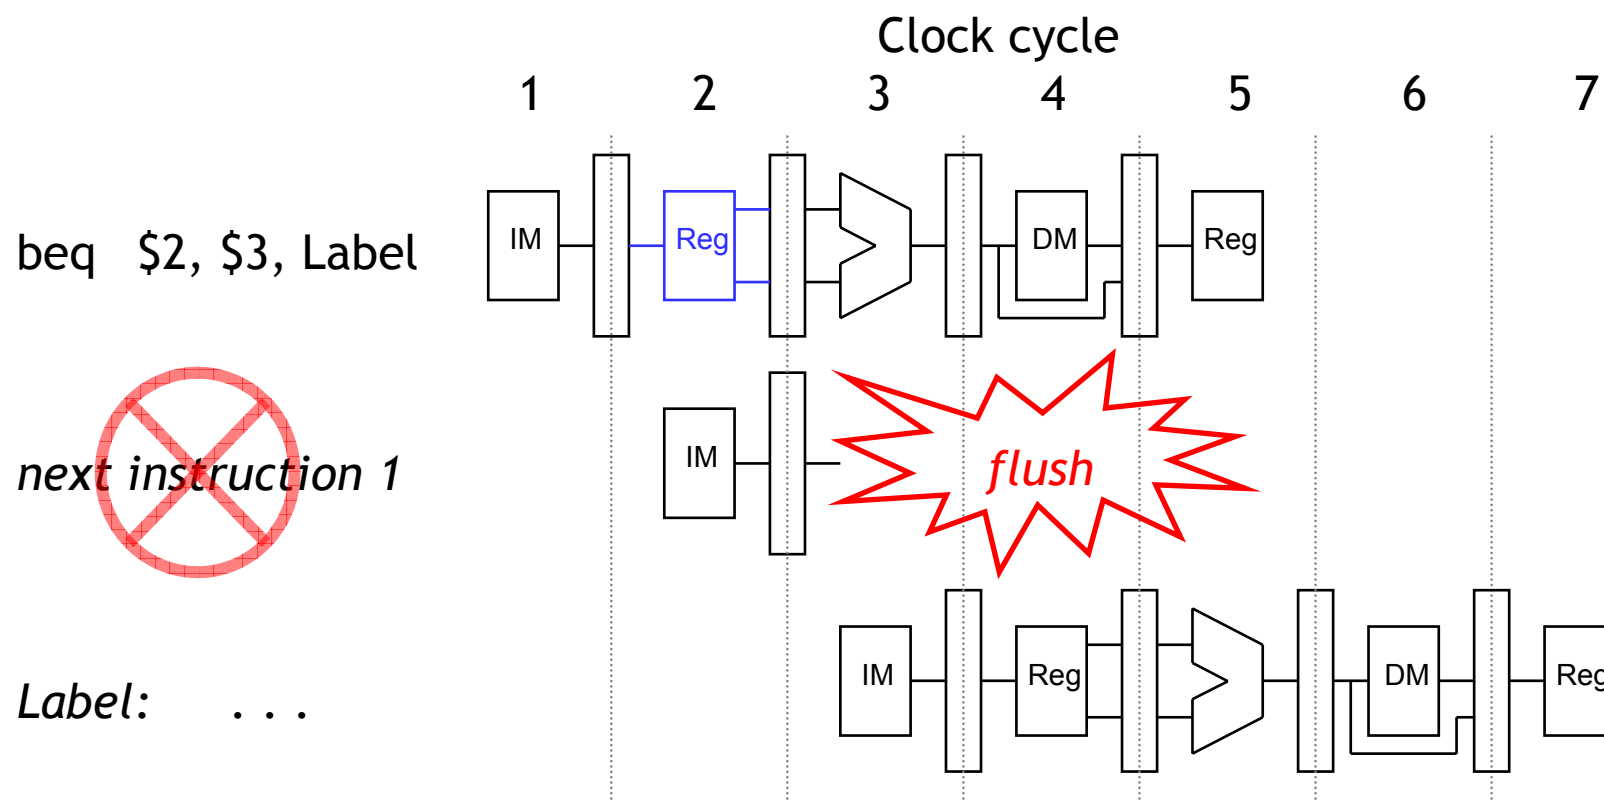 Clock cycle
1 2 3 4 5 6 7
beq $2, $3, Label IM Reg DM Reg
next instruction 1 IM flush
Label: . . . IM Reg DM Reg